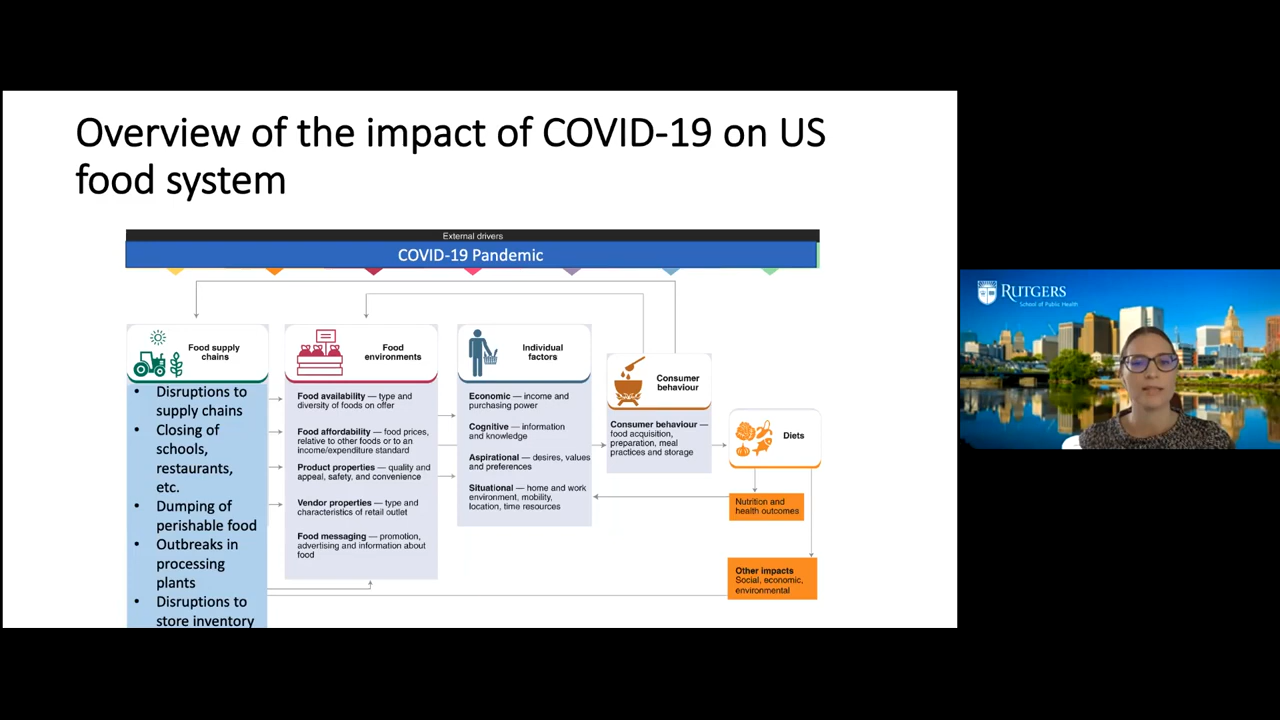 Overview of the impact of COVID-19 on US
food system
External drivers
COVID-19 Pandemic
Food supply
chains
Disruptions to
supply chains
Closing of
schools,
restaurants,
etc.
Dumping of
perishable food
Outbreaks in
processing
plants
Disruptions to
store inventory
Food
environments
Food availability — type and
diversity of foods on offer
Food affordability — food prices,
relative to other foods or to an
income/expenditure standard
Product properties — quality and
appeal, safety, and convenience
Vendor properties — type and
characteristics of retail outlet
Food messaging — promotion,
advertising and information about
food
Individual
factors
Economic — income and
purchasing power
Cognitive — information
and knowledge
Aspirational — desires, values
and preferences
Situational — home and work
environment, mobility,
location, time resources
Consumer
behaviour
Consumer behaviour —
food acquisition,
preparation, meal
practices and storage
Diets
Nutrition and
health outcomes
Other impacts
Social, economic,
environmental
RUTGERS
School of Public Health